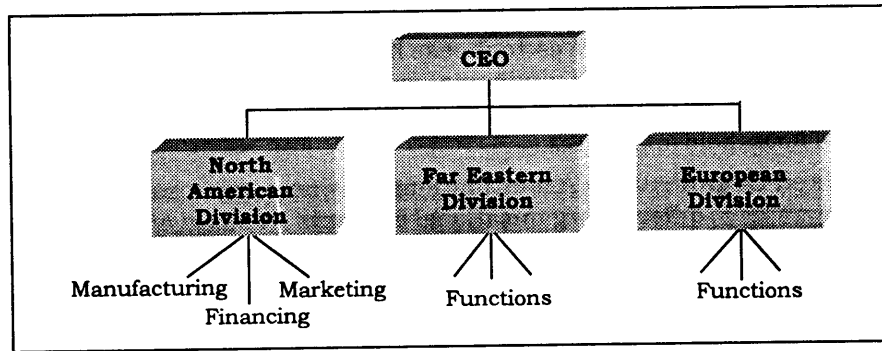 CEO
North
American
Division
Far Eastern
Division
European
Division
Manufacturing
Financing
Marketing
Functions
Functions